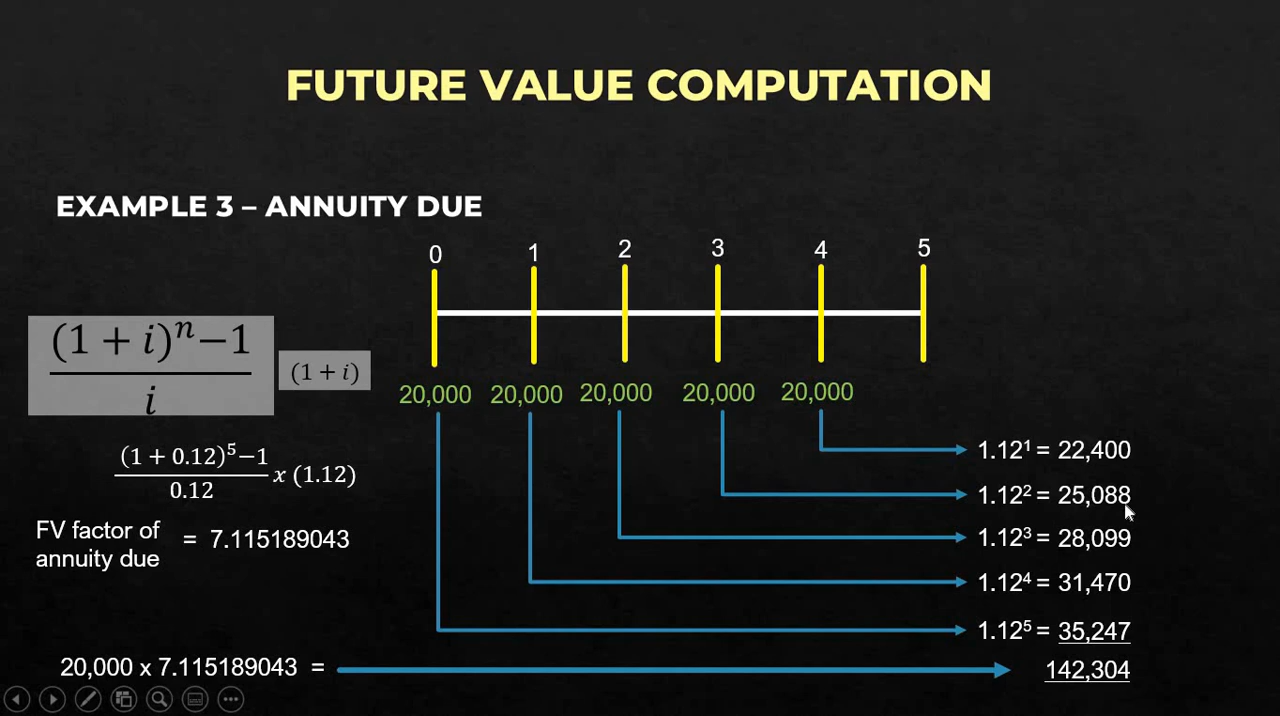 FUTURE VALUE COMPUTATION
EXAMPLE 3 – ANNUITY DUE
0 1 2 3 4 5
(1 + i)ⁿ−1
i
(1 + i)
20,000 20,000 20,000 20,000 20,000
(1 + 0.12)⁵−1
0.12
x (1.12)
FV factor of
annuity due
= 7.115189043
1.12¹ = 22,400
1.12² = 25,088
1.12³ = 28,099
1.12⁴ = 31,470
1.12⁵ = 35,247
20,000 x 7.115189043 =
142,304